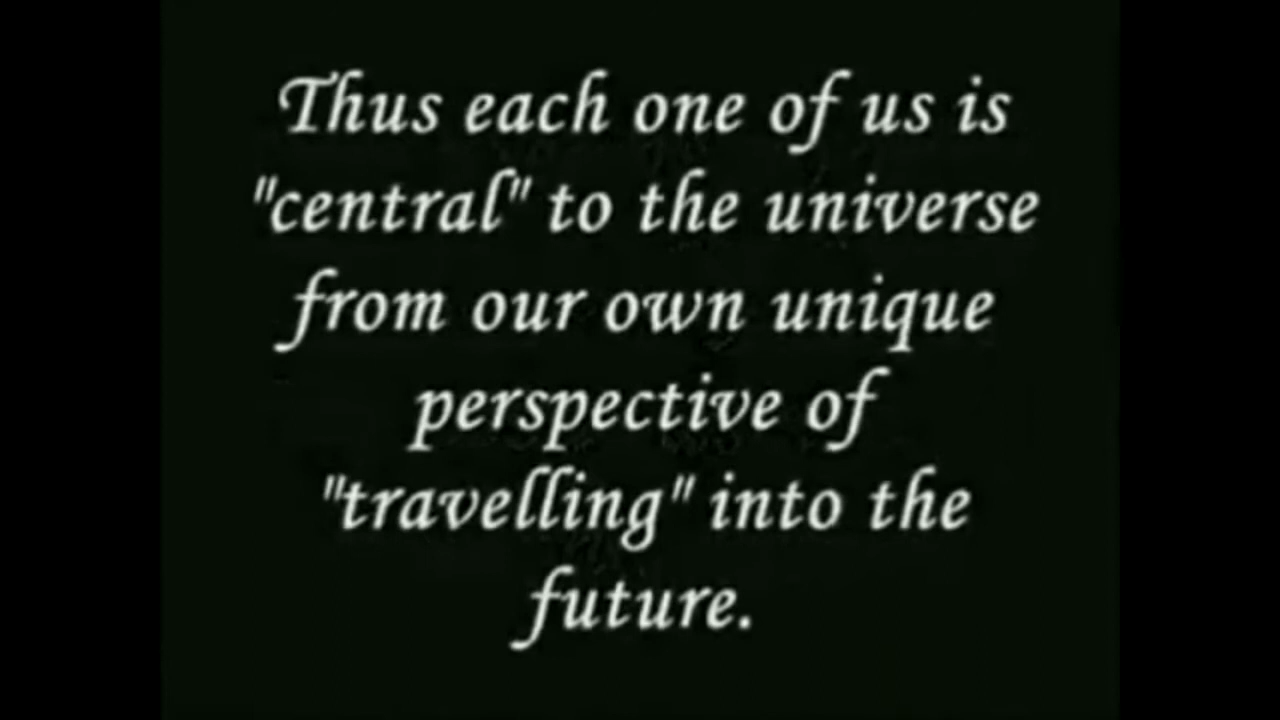 Thus each one of us is
"central" to the universe
from our own unique
perspective of
"travelling" into the
future.